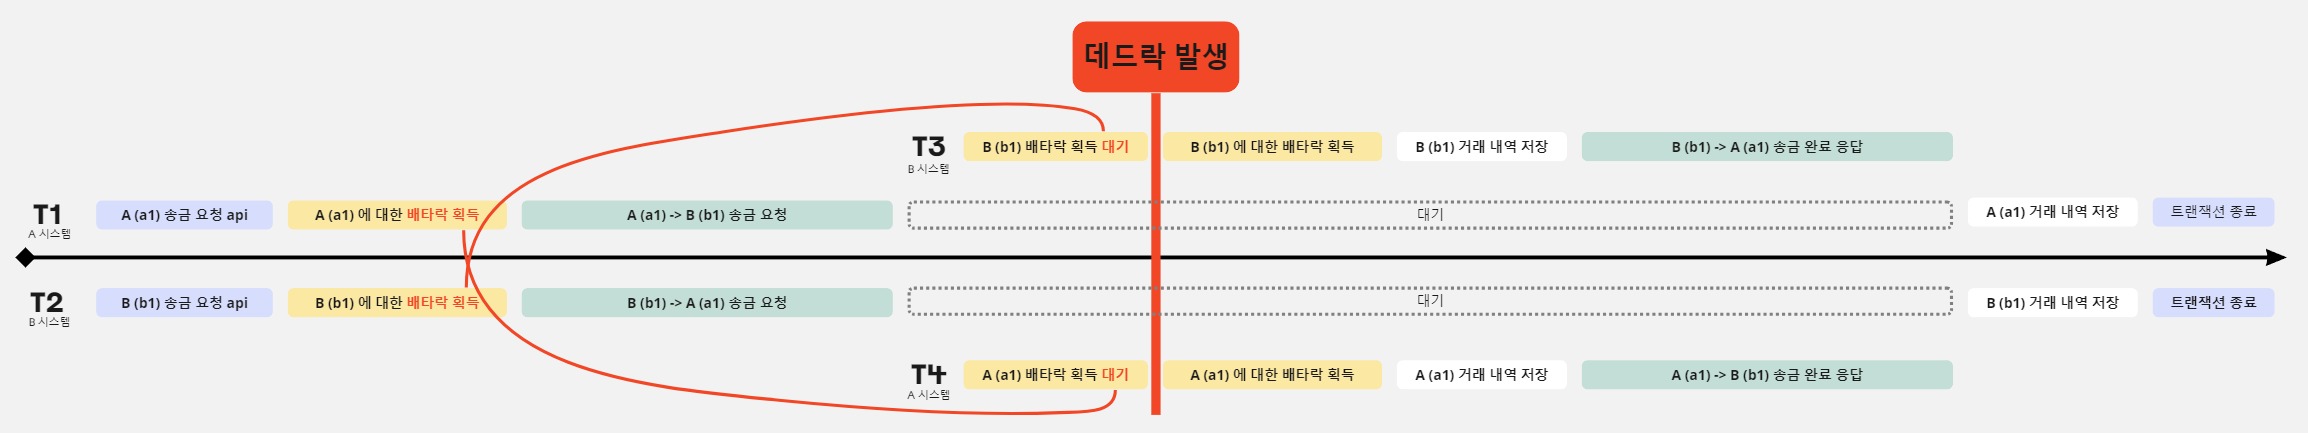 데드락 발생
T3
B 시스템
B (b1) 배타락 획득 대기
B (b1) 에 대한 배타락 획득
B (b1) 거래 내역 저장
B (b1) -> A (a1) 송금 완료 응답
T1
A 시스템
A (a1) 송금 요청 api
A (a1) 에 대한 배타락 획득
A (a1) -> B (b1) 송금 요청
대기
A (a1) 거래 내역 저장
트랜잭션 종료
T2
B 시스템
B (b1) 송금 요청 api
B (b1) 에 대한 배타락 획득
B (b1) -> A (a1) 송금 요청
대기
B (b1) 거래 내역 저장
트랜잭션 종료
T4
A 시스템
A (a1) 배타락 획득 대기
A (a1) 에 대한 배타락 획득
A (a1) 거래 내역 저장
A (a1) -> B (b1) 송금 완료 응답